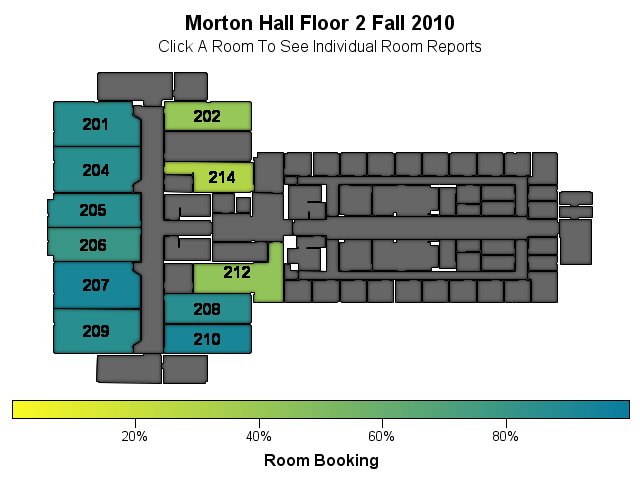 Morton Hall Floor 2 Fall 2010
Click A Room To See Individual Room Reports
201
202
204
214
205
206
207
212
208
209
210
20% 40% 60% 80%
Room Booking